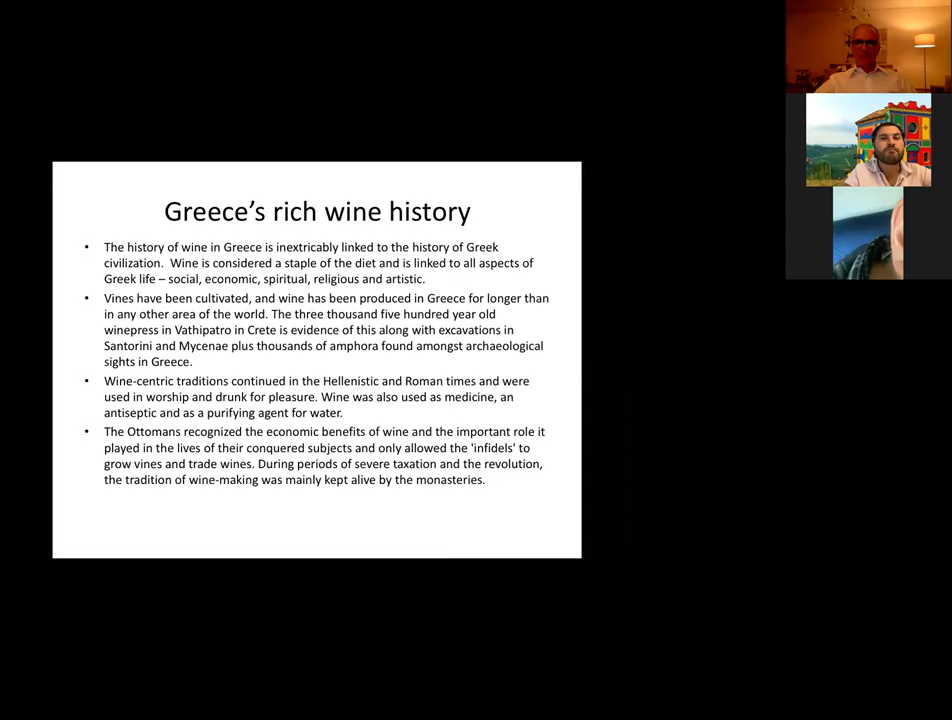 Greece’s rich wine history
• The history of wine in Greece is inextricably linked to the history of Greek
civilization.  Wine is considered a staple of the diet and is linked to all aspects of
Greek life – social, economic, spiritual, religious and artistic.
• Vines have been cultivated, and wine has been produced in Greece for longer than
in any other area of the world. The three thousand five hundred year old
winepress in Vathipatro in Crete is evidence of this along with excavations in
Santorini and Mycenae plus thousands of amphora found amongst archaeological
sights in Greece.
• Wine-centric traditions continued in the Hellenistic and Roman times and were
used in worship and drunk for pleasure. Wine was also used as medicine, an
antiseptic and as a purifying agent for water.
• The Ottomans recognized the economic benefits of wine and the important role it
played in the lives of their conquered subjects and only allowed the 'infidels' to
grow vines and trade wines. During periods of severe taxation and the revolution,
the tradition of wine-making was mainly kept alive by the monasteries.